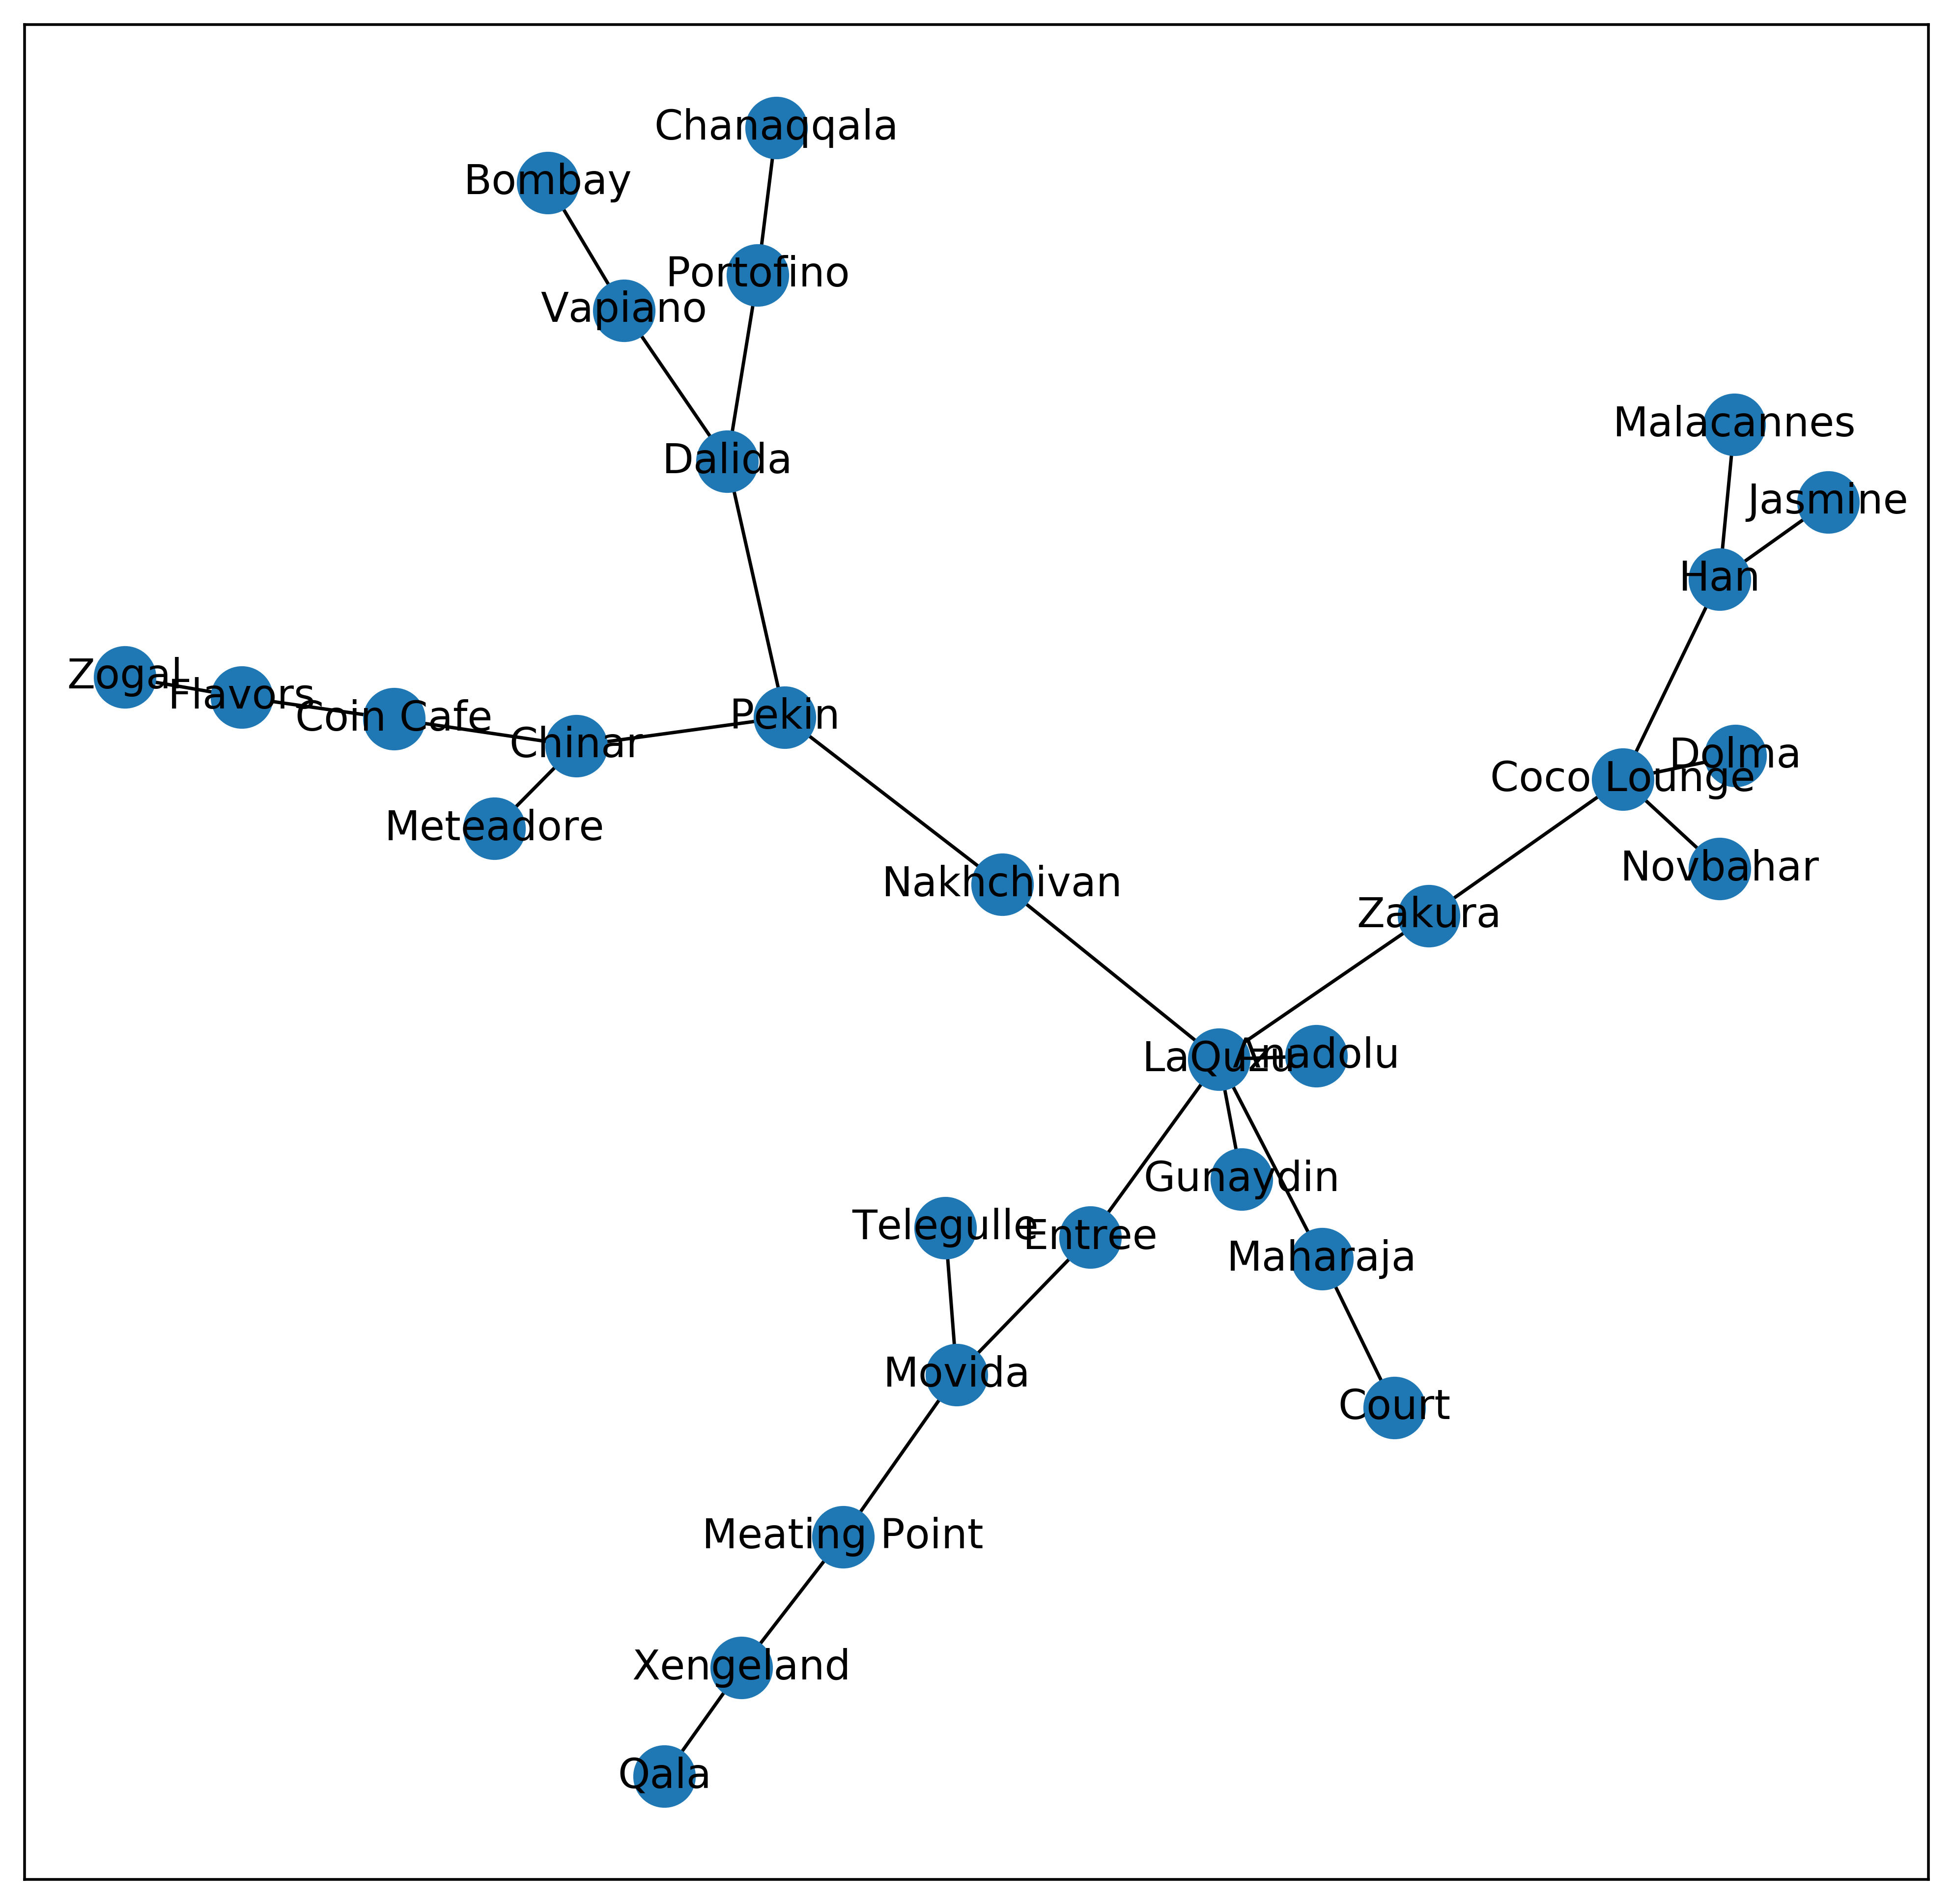 Chanaqqala
Bombay
Portofino
Vapiano
Malacannes
Dalida
Jasmine
Han
Zogal
Flavors
Coin Cafe
Pekin
Chinar
Dolma
Coco Lounge
Meteadore
Novbahar
Nakhchivan
Zakura
LaQuzu
Anadolu
Gunaydin
Telegulle
Entree
Maharaja
Movida
Court
Meating Point
Xengeland
Qala